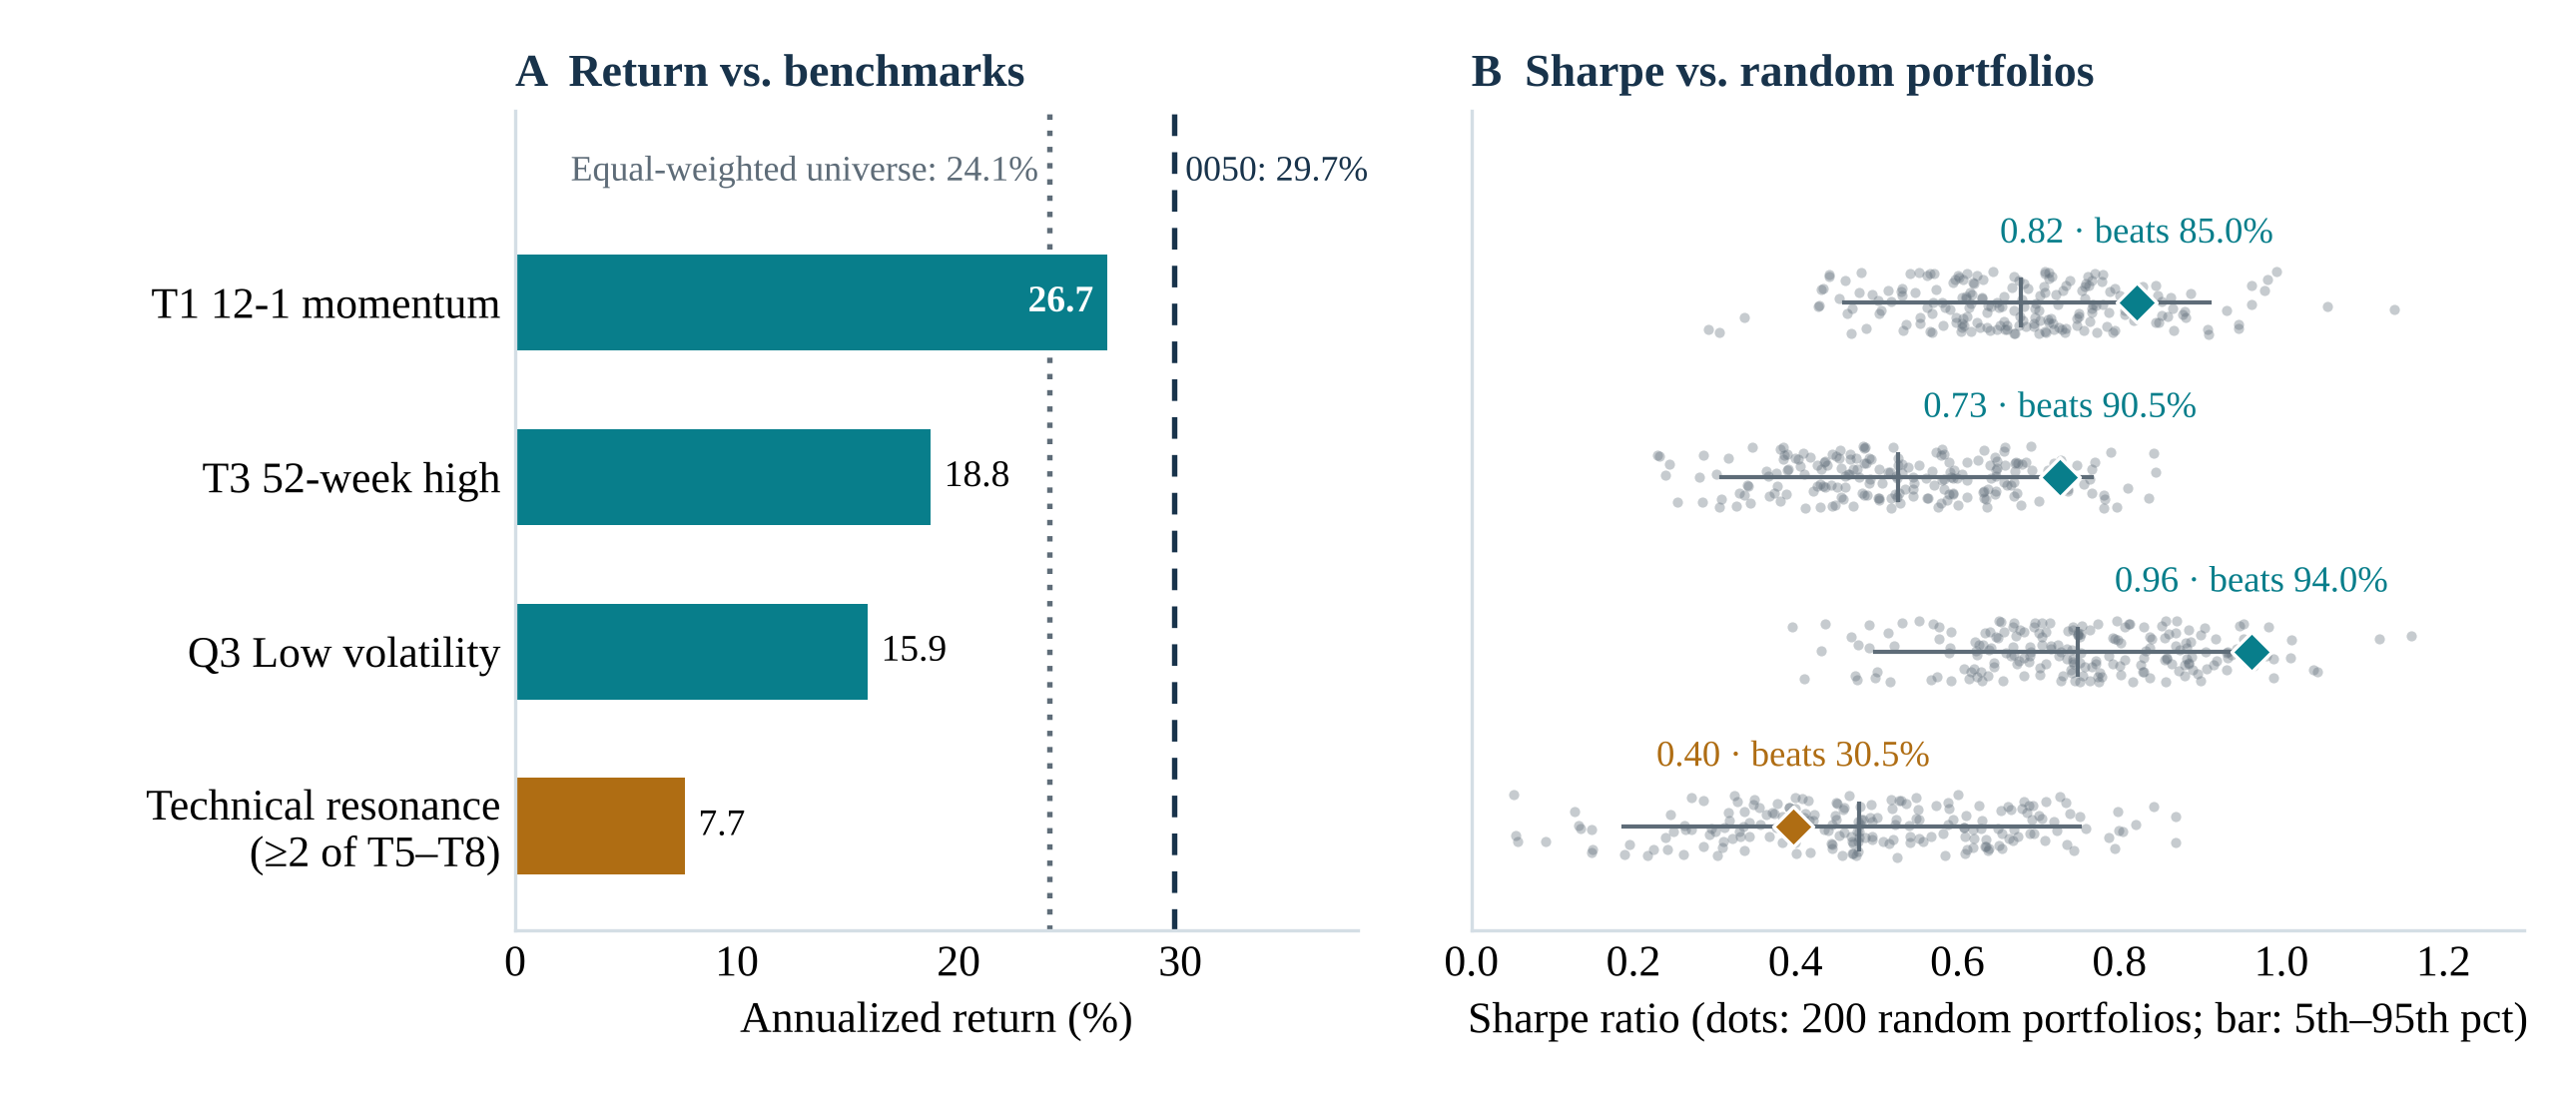 A Return vs. benchmarks
Equal-weighted universe: 24.1%
0050: 29.7%
T1 12-1 momentum
26.7
T3 52-week high
18.8
Q3 Low volatility
15.9
Technical resonance
(≥2 of T5–T8)
7.7
0 10 20 30
Annualized return (%)
B Sharpe vs. random portfolios
0.82 · beats 85.0%
0.73 · beats 90.5%
0.96 · beats 94.0%
0.40 · beats 30.5%
0.0 0.2 0.4 0.6 0.8 1.0 1.2
Sharpe ratio (dots: 200 random portfolios; bar: 5th–95th pct)